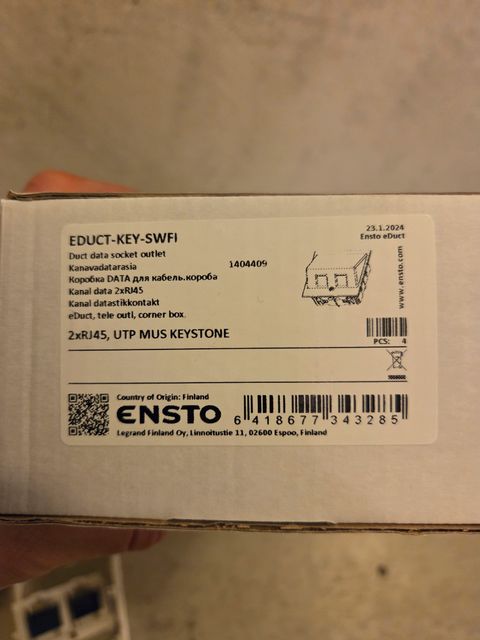 EDUCT-KEY-SWFI
23.1.2024
Ensto eDuct
Duct data socket outlet
Kanavadatarasia
1404409
Коробка DATA для кабель.короба
Kanal data 2xRJ45
Kanal datastikkontakt
eDuct, tele outl, corner box.
www.ensto.com
2xRJ45, UTP MUS KEYSTONE
PCS: 4
Country of Origin: Finland
ENSTO
6 418677 343285
Legrand Finland Oy, Linnoitustie 11, 02600 Espoo, Finland